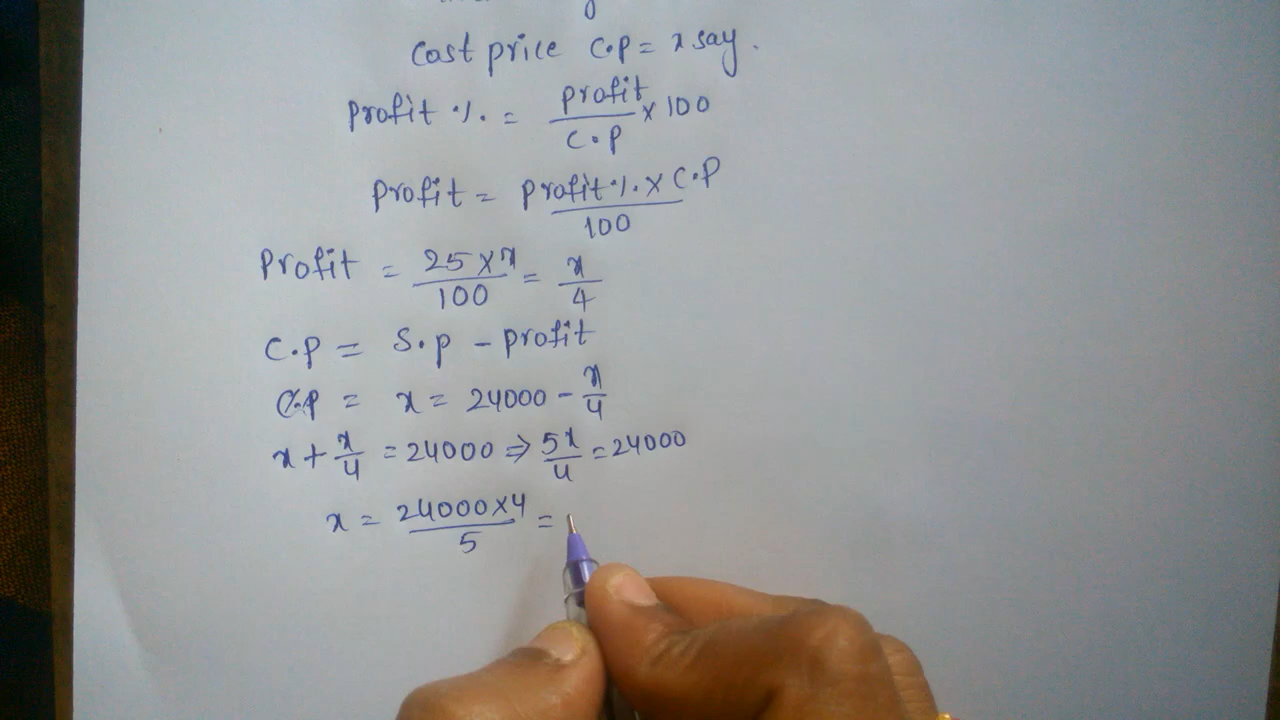 Cost price C.P = x say.
Profit % = profit / C.P × 100
Profit = Profit % × C.P / 100
Profit = 25 × x / 100 = x / 4
C.P = S.P - profit
C.P = x = 24000 - x / 4
x + x / 4 = 24000 ⇒ 5x / 4 = 24000
x = 24000 × 4 / 5 =